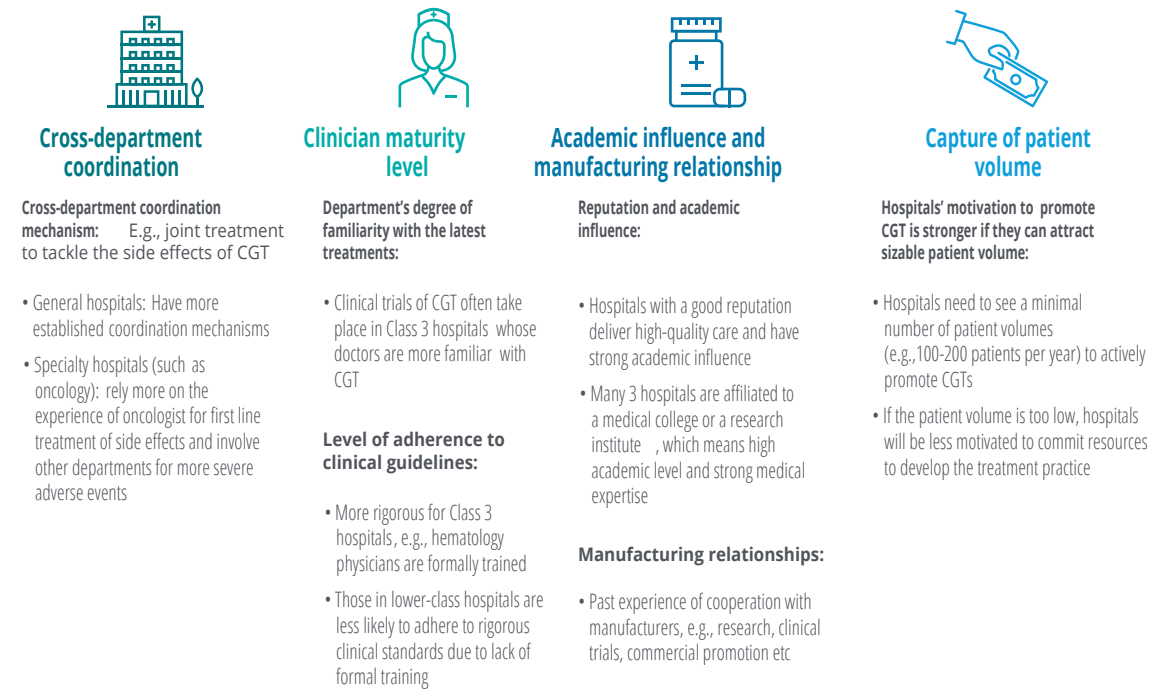 Cross-department
coordination
Cross-department coordination
mechanism: E.g., joint treatment
to tackle the side effects of CGT
• General hospitals: Have more
established coordination mechanisms
• Specialty hospitals (such as
oncology): rely more on the
experience of oncologist for first line
treatment of side effects and involve
other departments for more severe
adverse events
Clinician maturity
level
Department's degree of
familiarity with the latest
treatments:
• Clinical trials of CGT often take
place in Class 3 hospitals whose
doctors are more familiar with
CGT
Level of adherence to
clinical guidelines:
• More rigorous for Class 3
hospitals, e.g., hematology
physicians are formally trained
• Those in lower-class hospitals are
less likely to adhere to rigorous
clinical standards due to lack of
formal training
Academic influence and
manufacturing relationship
Reputation and academic
influence:
• Hospitals with a good reputation
deliver high-quality care and have
strong academic influence
• Many 3 hospitals are affiliated to
a medical college or a research
institute , which means high
academic level and strong medical
expertise
Manufacturing relationships:
• Past experience of cooperation with
manufacturers, e.g., research, clinical
trials, commercial promotion etc
Capture of patient
volume
Hospitals' motivation to promote
CGT is stronger if they can attract
sizable patient volume:
• Hospitals need to see a minimal
number of patient volumes
(e.g.,100-200 patients per year) to actively
promote CGTs
• If the patient volume is too low, hospitals
will be less motivated to commit resources
to develop the treatment practice